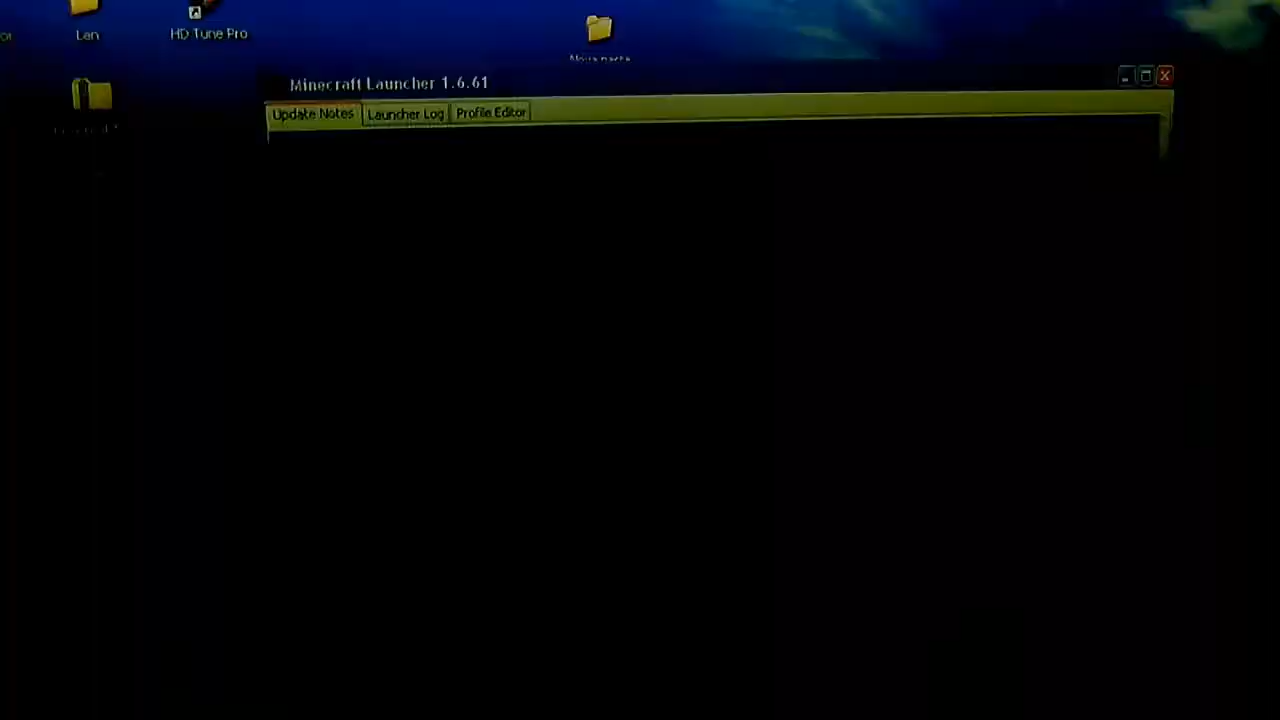 Lan
HD Tune Pro
Minecraft Launcher 1.6.61
Update Notes
Launcher Log
Profile Editor